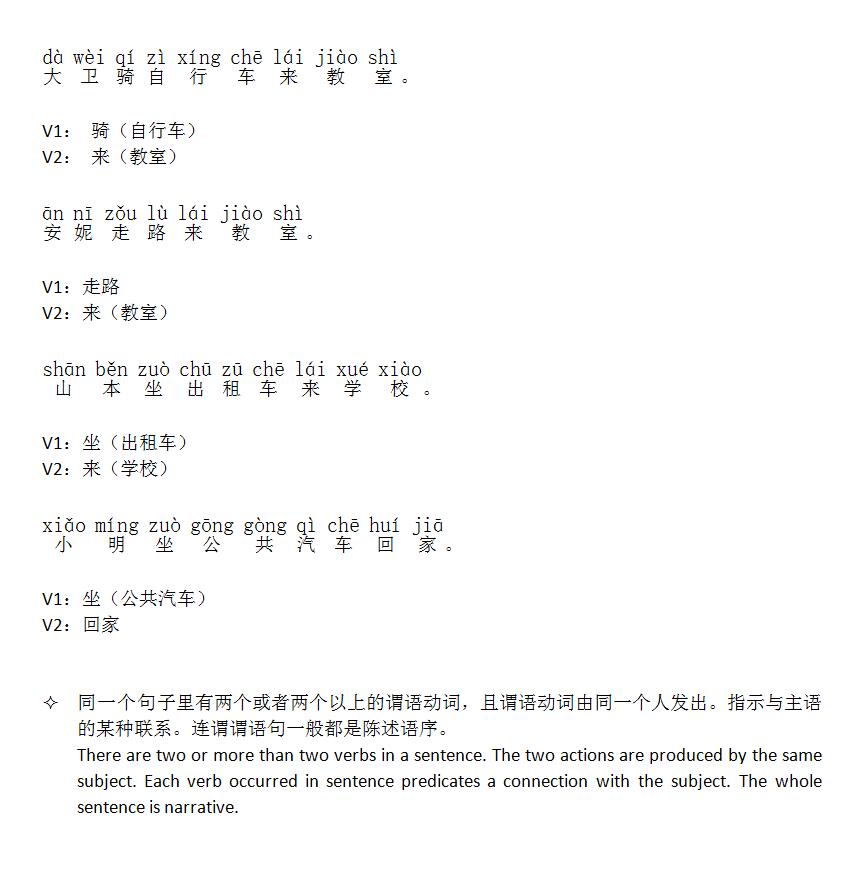 dà wèi qí zì xíng chē lái jiào shì
大卫骑自行车来教室。
V1： 骑（自行车）
V2： 来（教室）
ān nī zǒu lù lái jiào shì
安妮走路来教室。
V1：走路
V2：来（教室）
shān běn zuò chū zū chē lái xué xiào
山本坐出租车来学校。
V1：坐（出租车）
V2：来（学校）
xiǎo míng zuò gōng gòng qì chē huí jiā
小明坐公共汽车回家。
V1：坐（公共汽车）
V2：回家
✧ 同一个句子里有两个或者两个以上的谓语动词，且谓语动词由同一个人发出。指示与主语
的某种联系。连谓谓语句一般都是陈述语序。
There are two or more than two verbs in a sentence. The two actions are produced by the same
subject. Each verb occurred in sentence predicates a connection with the subject. The whole
sentence is narrative.